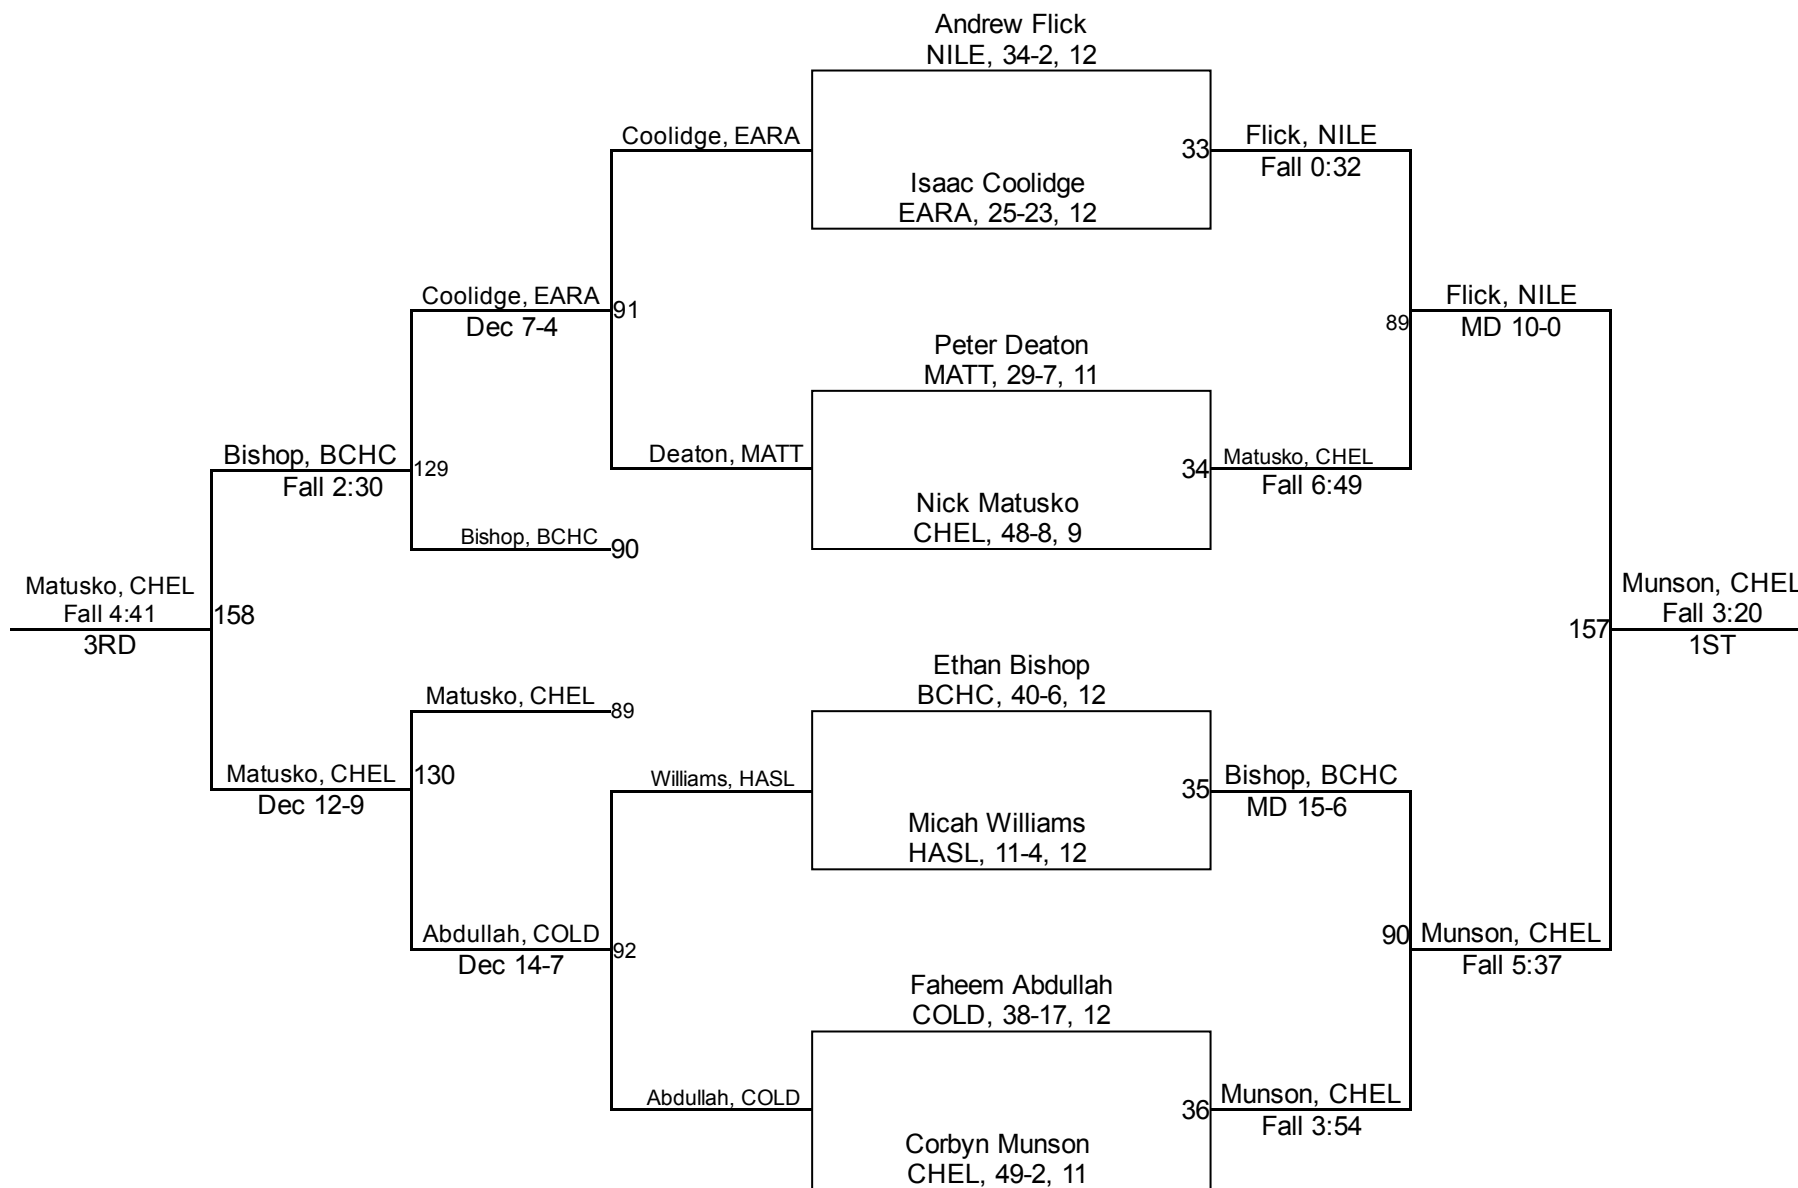 Andrew Flick
NILE, 34-2, 12
Coolidge, EARA
33
Flick, NILE
Fall 0:32
Isaac Coolidge
EARA, 25-23, 12
Coolidge, EARA
Dec 7-4
91
Flick, NILE
MD 10-0
89
Peter Deaton
MATT, 29-7, 11
Bishop, BCHC
Fall 2:30
129
Deaton, MATT
34
Matusko, CHEL
Fall 6:49
Nick Matusko
CHEL, 48-8, 9
Bishop, BCHC
90
Matusko, CHEL
Fall 4:41
3RD
158
157
Munson, CHEL
Fall 3:20
1ST
Ethan Bishop
BCHC, 40-6, 12
Matusko, CHEL
89
Matusko, CHEL
Dec 12-9
130
Williams, HASL
35
Bishop, BCHC
MD 15-6
Micah Williams
HASL, 11-4, 12
Abdullah, COLD
Dec 14-7
92
90
Munson, CHEL
Fall 5:37
Faheem Abdullah
COLD, 38-17, 12
Abdullah, COLD
36
Munson, CHEL
Fall 3:54
Corbyn Munson
CHEL, 49-2, 11